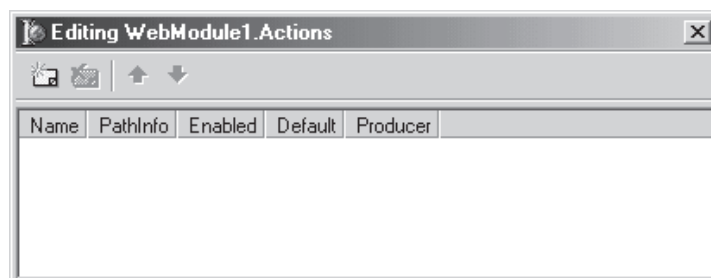 Editing WebModule1.Actions
Name PathInfo Enabled Default Producer